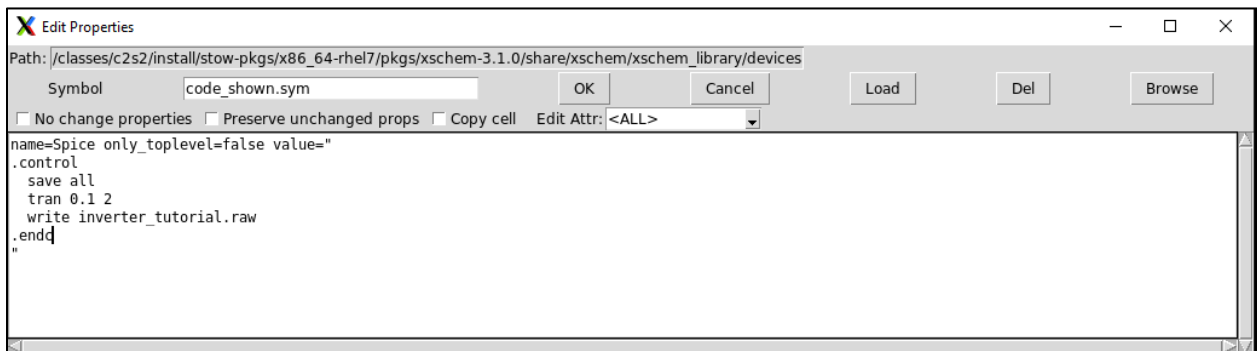 Edit Properties
Path: /classes/c2s2/install/stow-pkgs/x86_64-rhel7/pkgs/xschem-3.1.0/share/xschem/xschem_library/devices
Symbol code_shown.sym OK Cancel Load Del Browse
No change properties Preserve unchanged props Copy cell Edit Attr: <ALL>
name=Spice only_toplevel=false value="
.control
  save all
  tran 0.1 2
  write inverter_tutorial.raw
.endc
"